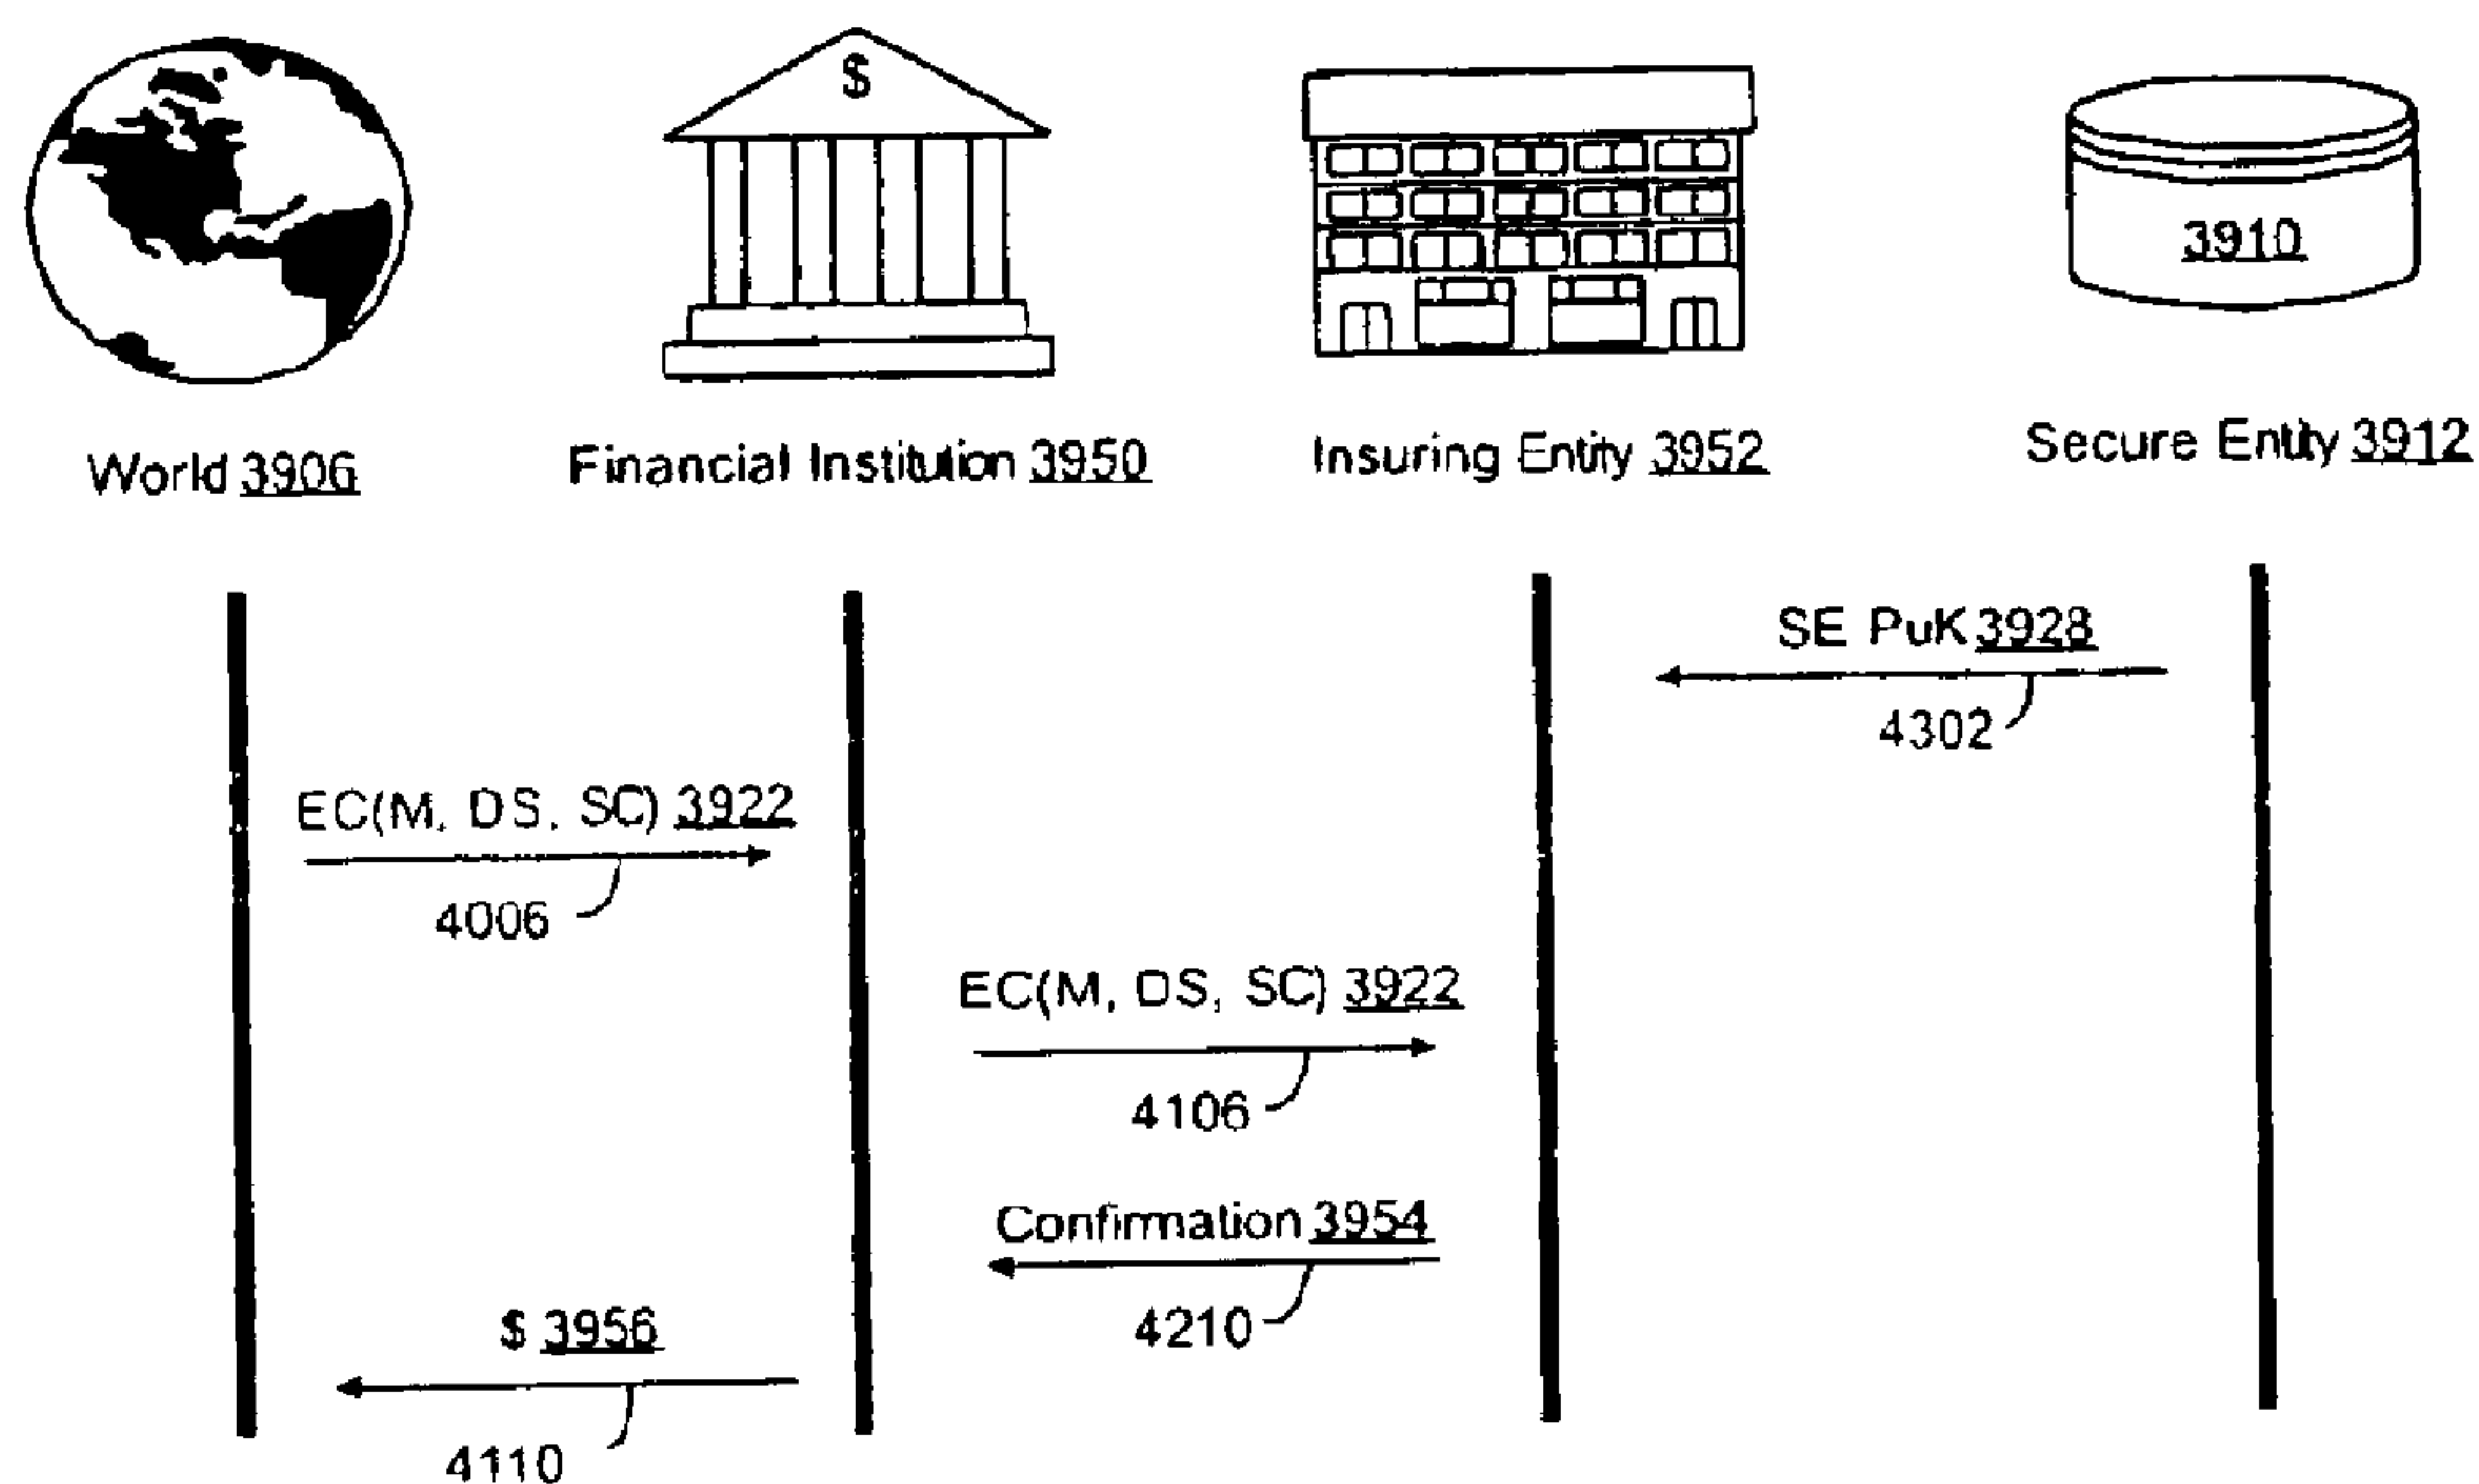 $
3910
World 3906
Financial Institution 3950
Insuring Entity 3952
Secure Entity 3912
SE PuK 3928
4302
EC(M, DS, SC) 3922
4006
EC(M, DS, SC) 3922
4106
Confirmation 3954
4210
$ 3956
4110